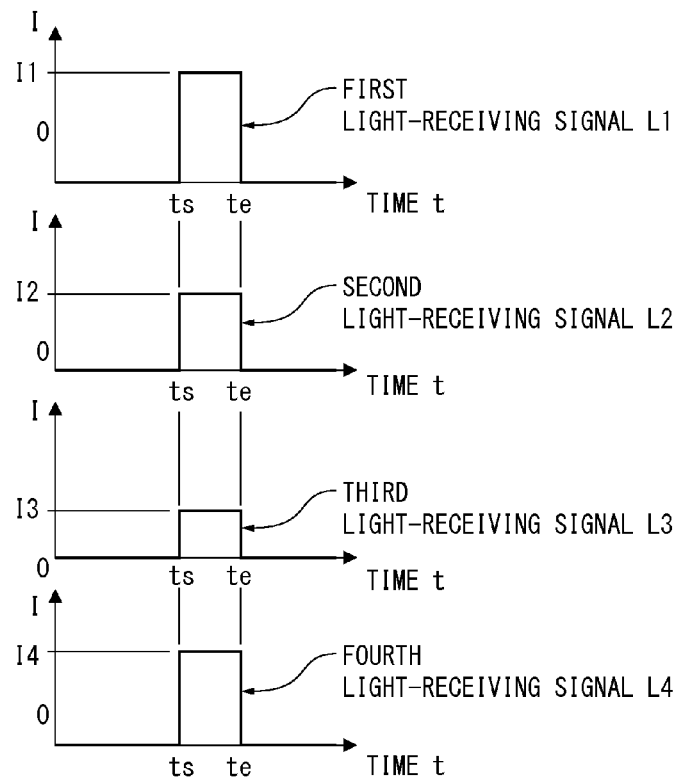 I
I1
FIRST
LIGHT-RECEIVING SIGNAL L1
0
ts te TIME t
I
I2
SECOND
LIGHT-RECEIVING SIGNAL L2
0
ts te TIME t
I
I3
THIRD
LIGHT-RECEIVING SIGNAL L3
0
ts te TIME t
I
I4
FOURTH
LIGHT-RECEIVING SIGNAL L4
0
ts te TIME t